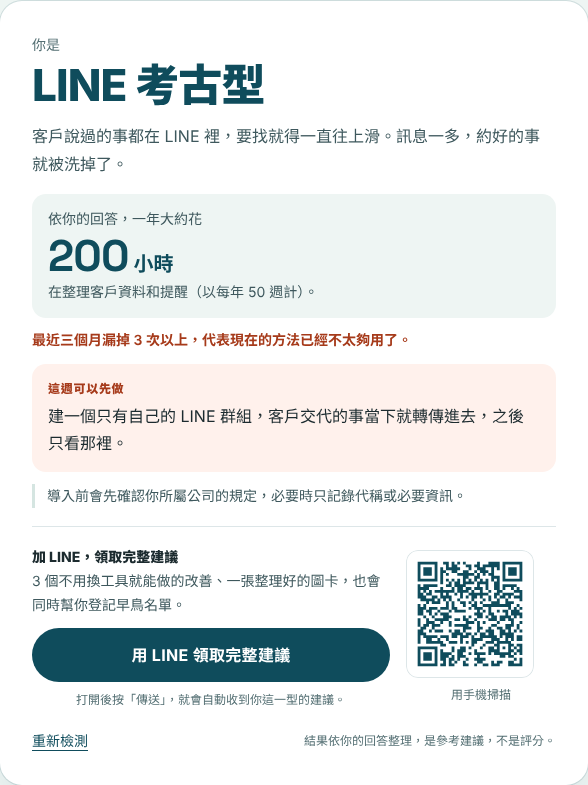 你是
LINE 考古型
客戶說過的事都在 LINE 裡，要找就得一直往上滑。訊息一多，約好的事
就被洗掉了。
依你的回答，一年大約花
200 小時
在整理客戶資料和提醒（以每年 50 週計）。
最近三個月漏掉 3 次以上，代表現在的方法已經不太夠用了。
這週可以先做
建一個只有自己的 LINE 群組，客戶交代的事當下就轉傳進去，之後
只看那裡。
導入前會先確認你所屬公司的規定，必要時只記錄代稱或必要資訊。
加 LINE，領取完整建議
3 個不用換工具就能做的改善、一張整理好的圖卡，也會
同時幫你登記早鳥名單。
用 LINE 領取完整建議
打開後按「傳送」，就會自動收到你這一型的建議。
用手機掃描
重新檢測
結果依你的回答整理，是參考建議，不是評分。